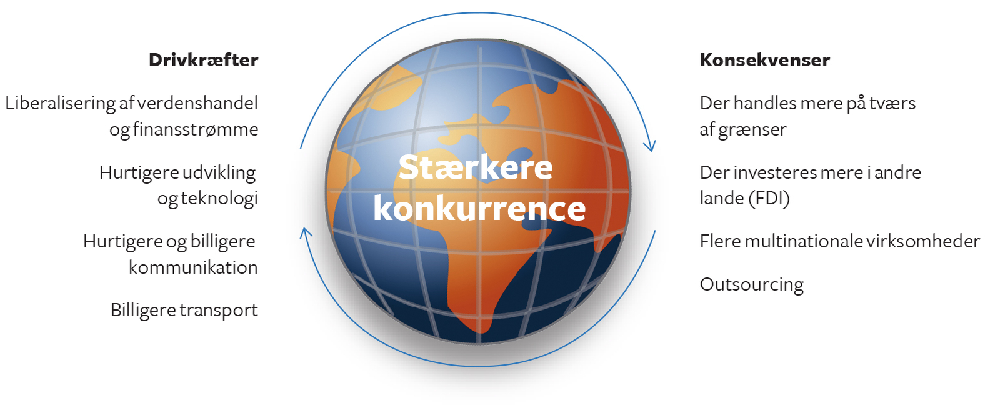 Drivkræfter
Liberalisering af verdenshandel
og finansstrømme
Hurtigere udvikling
og teknologi
Hurtigere og billigere
kommunikation
Billigere transport
Stærkere
konkurrence
Konsekvenser
Der handles mere på tværs
af grænser
Der investeres mere i andre
lande (FDI)
Flere multinationale virksomheder
Outsourcing